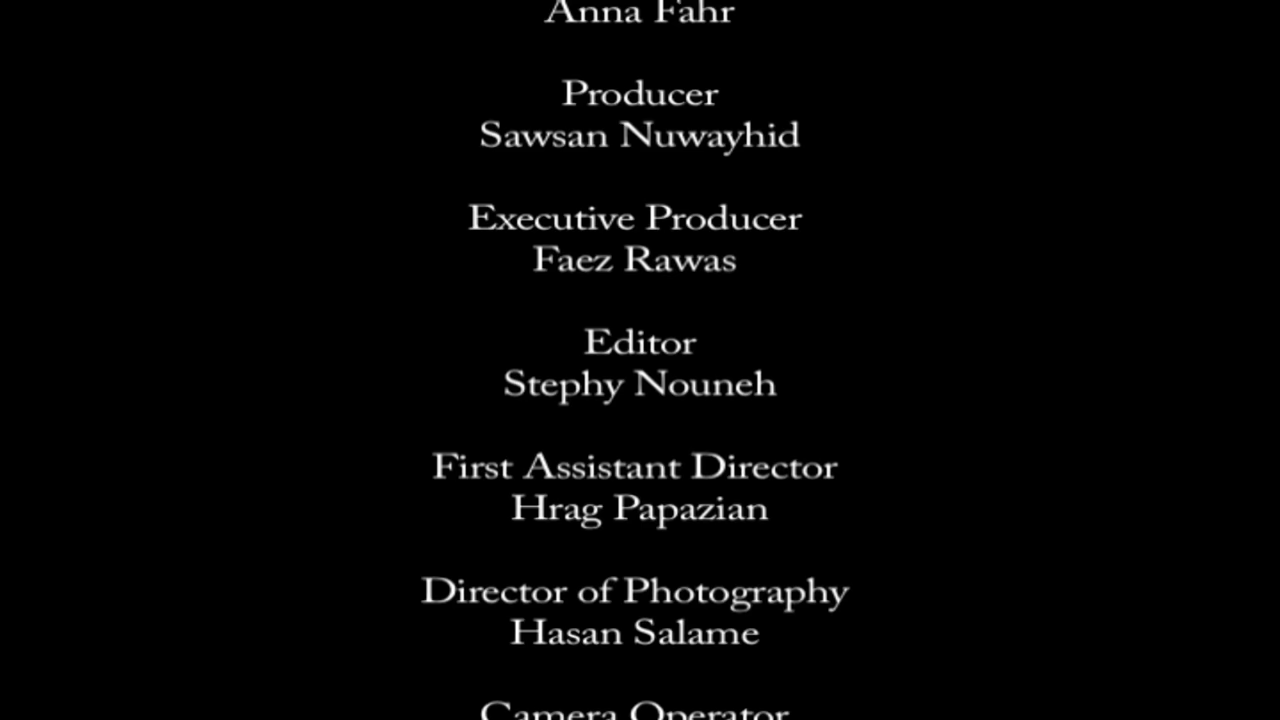 Anna Fahr
Producer
Sawsan Nuwayhid
Executive Producer
Faez Rawas
Editor
Stephy Nouneh
First Assistant Director
Hrag Papazian
Director of Photography
Hasan Salame
Camera Operator